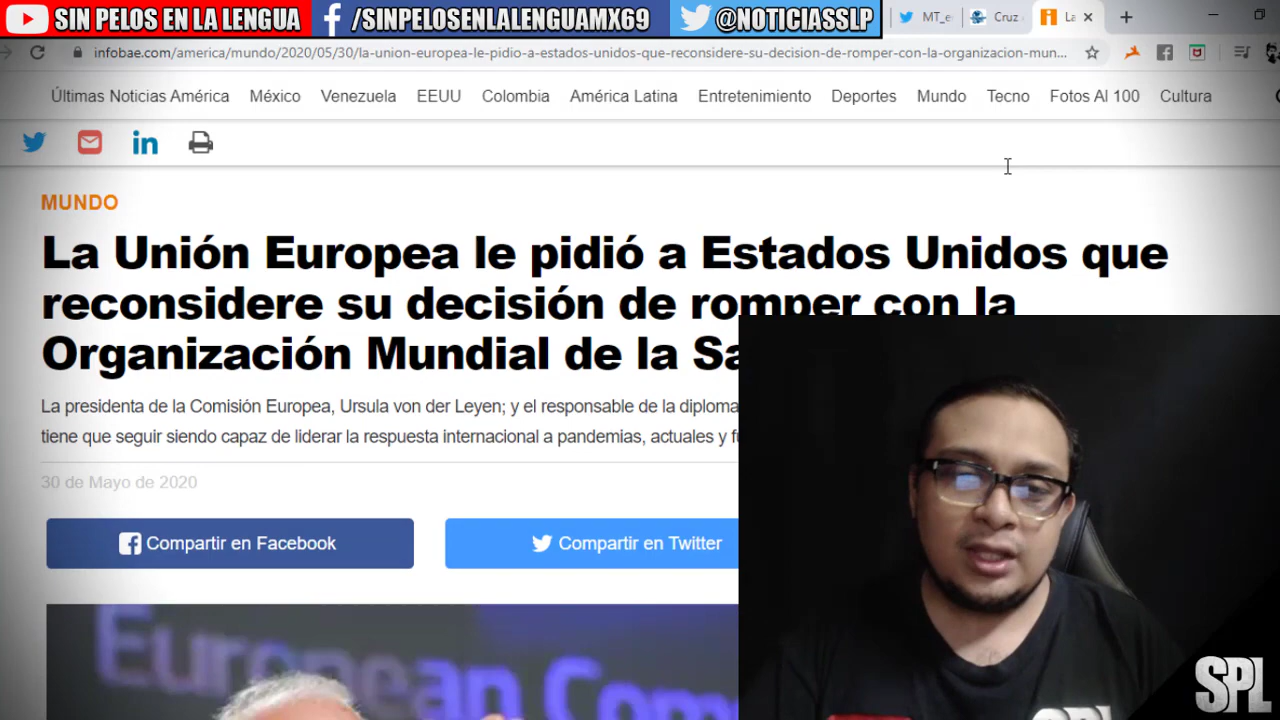 SIN PELOS EN LA LENGUA
/SINPELOSENLALENGUAMX69
@NOTICIASSLP
MT_e
Cruz
La
infobae.com/america/mundo/2020/05/30/la-union-europea-le-pidio-a-estados-unidos-que-reconsidere-su-decision-de-romper-con-la-organizacion-mun...
Últimas Noticias América México Venezuela EEUU Colombia América Latina Entretenimiento Deportes Mundo Tecno Fotos Al 100 Cultura
MUNDO
La Unión Europea le pidió a Estados Unidos que
reconsidere su decisión de romper con la
Organización Mundial de la Sa
La presidenta de la Comisión Europea, Ursula von der Leyen; y el responsable de la diploma
tiene que seguir siendo capaz de liderar la respuesta internacional a pandemias, actuales y fu
30 de Mayo de 2020
Compartir en Facebook
Compartir en Twitter
European Com
SPL
SPL